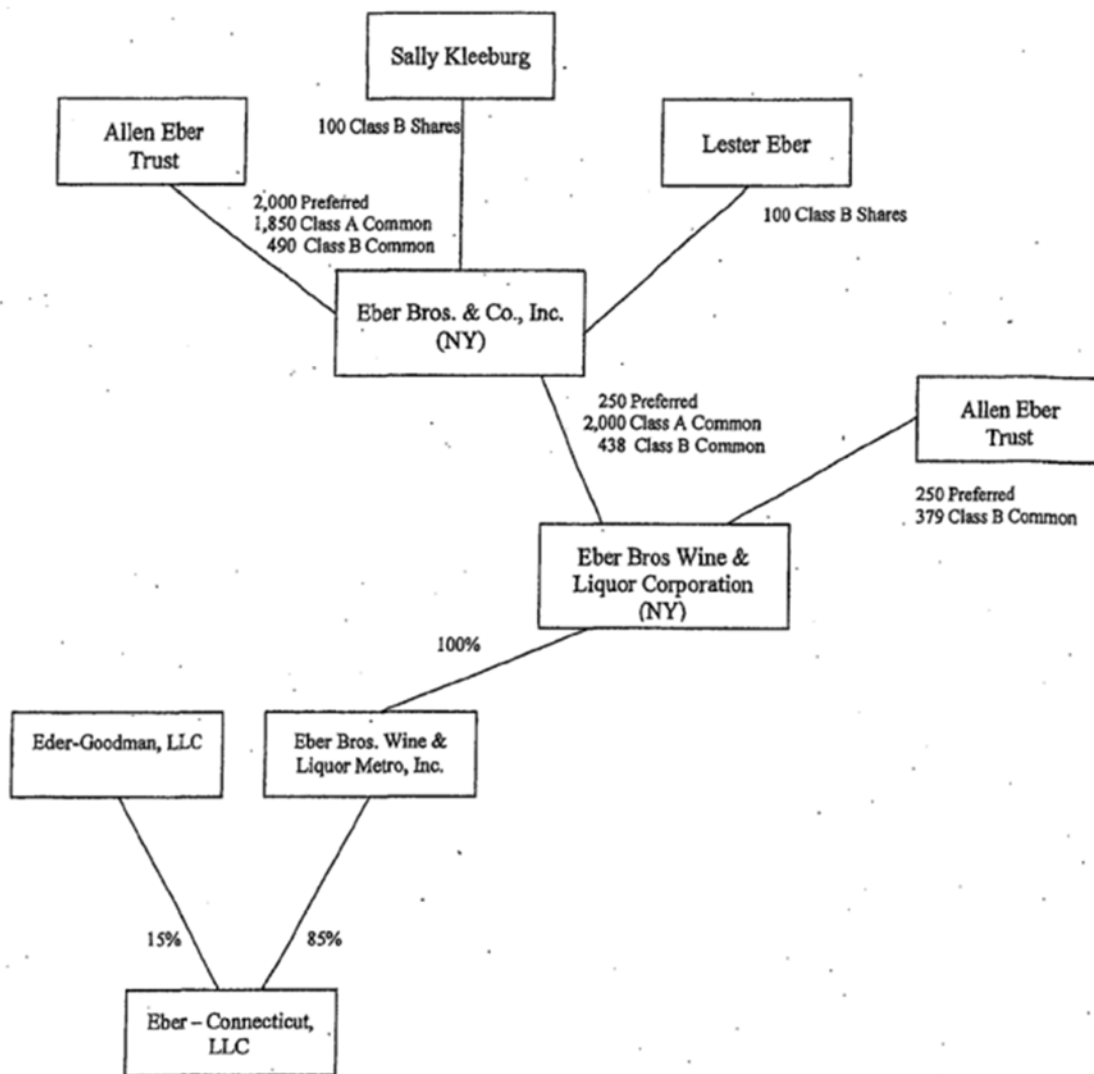 Sally Kleeburg
Allen Eber
Trust
100 Class B Shares
Lester Eber
2,000 Preferred
1,850 Class A Common
490 Class B Common
100 Class B Shares
Eber Bros. & Co., Inc.
(NY)
250 Preferred
2,000 Class A Common
438 Class B Common
Allen Eber
Trust
250 Preferred
379 Class B Common
Eber Bros Wine &
Liquor Corporation
(NY)
100%
Eder-Goodman, LLC
Eber Bros. Wine &
Liquor Metro, Inc.
15%
85%
Eber – Connecticut,
LLC